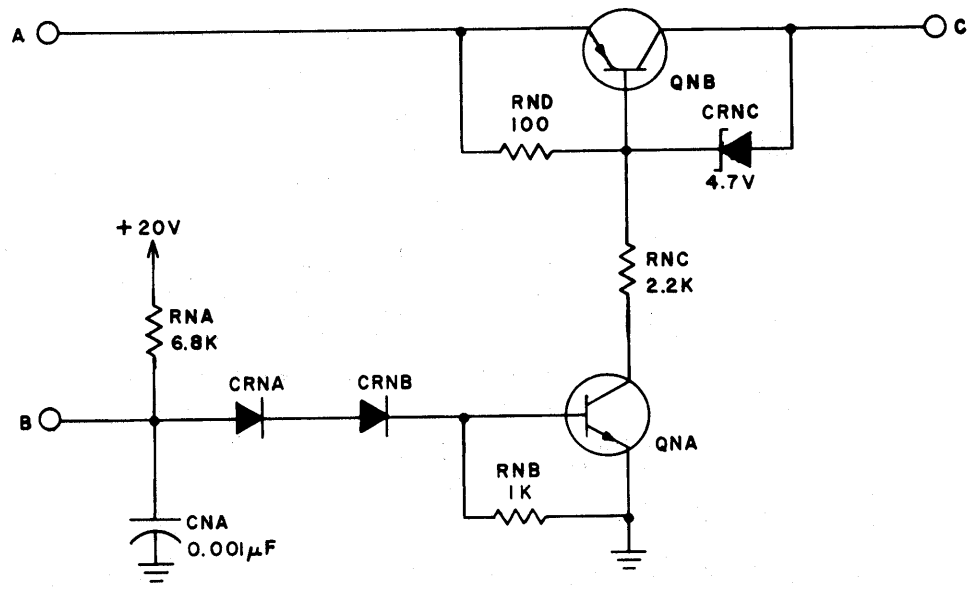 A
C
QNB
RND
100
CRNC
4.7V
+20V
RNC
2.2K
RNA
6.8K
CRNA
CRNB
B
QNA
RNB
1K
CNA
0.001µF